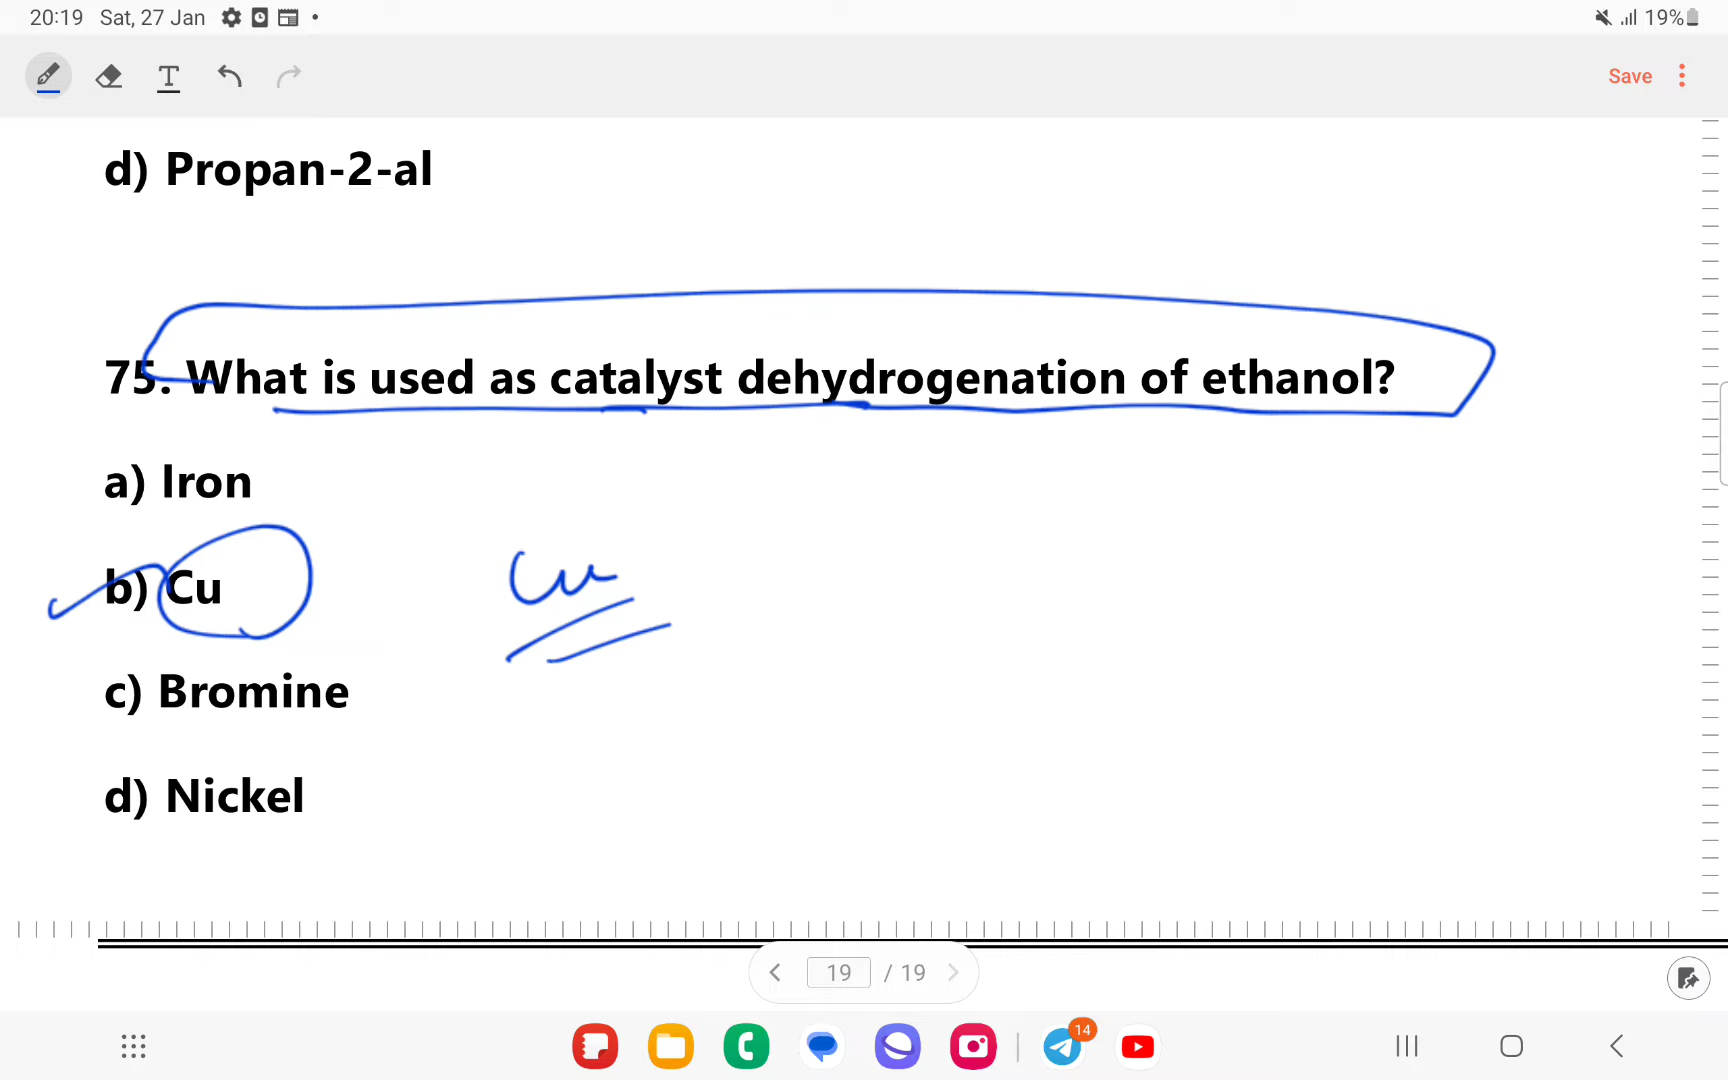 20:19 Sat, 27 Jan
19%
Save
d) Propan-2-al
75. What is used as catalyst dehydrogenation of ethanol?
a) Iron
b) Cu
Cu
c) Bromine
d) Nickel
19 / 19
14